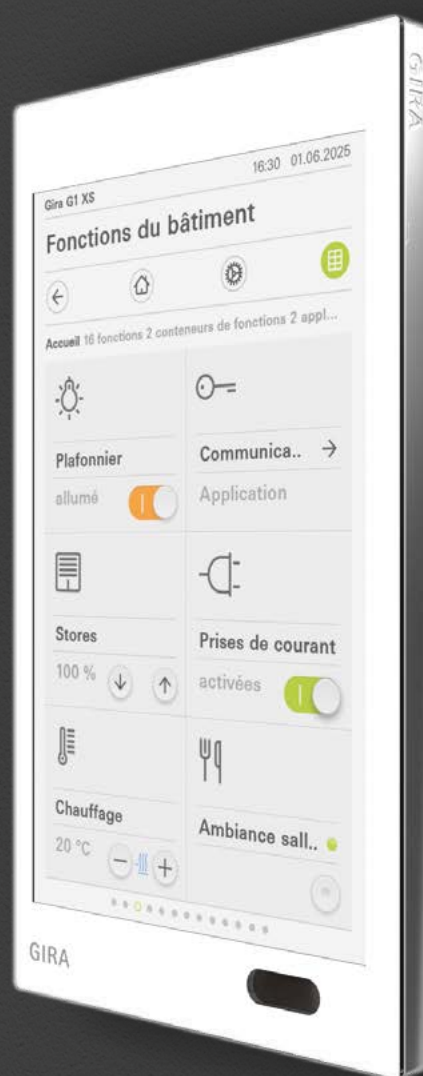 GIRA
Gira G1 XS
16:30 01.06.2025
Fonctions du bâtiment
Accueil 16 fonctions 2 conteneurs de fonctions 2 appl...
Plafonnier
allumé
Communica..
Application
Stores
100 %
Prises de courant
activées
Chauffage
20 °C
Ambiance sall..
GIRA